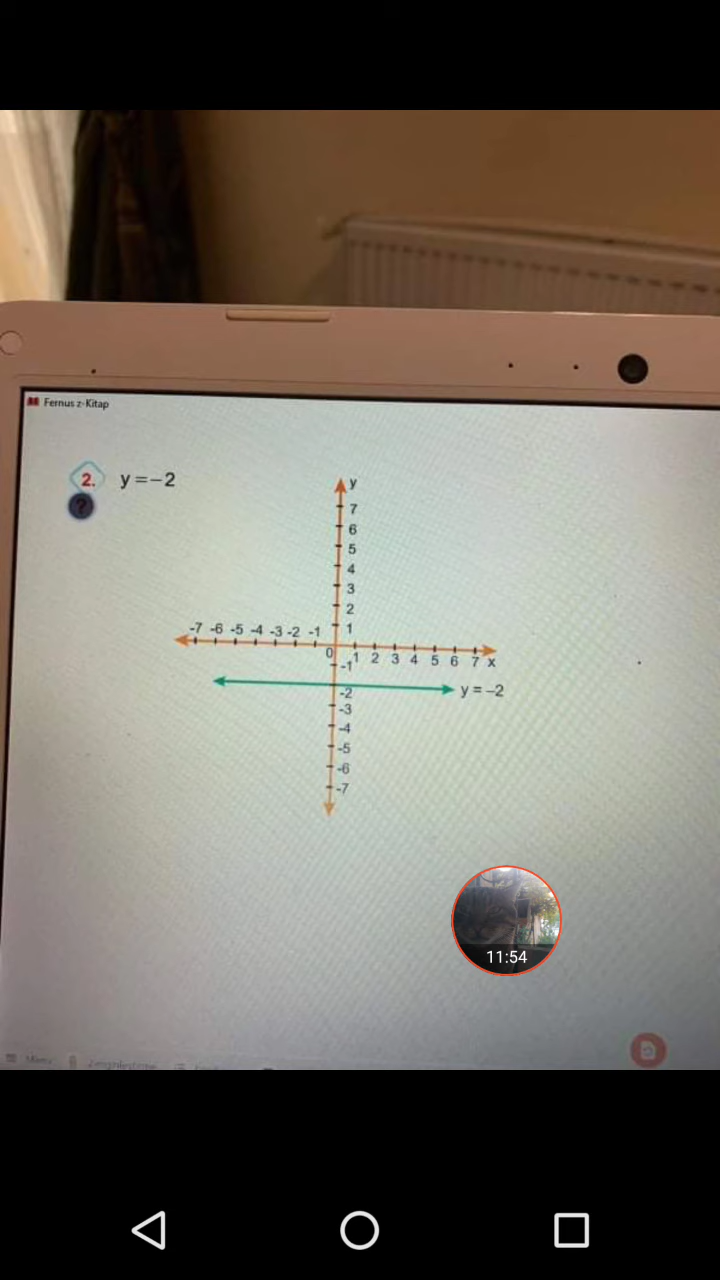 Fernus z-Kitap
2. y = −2
?
y
7
6
5
4
3
2
1
-7 -6 -5 -4 -3 -2 -1
0 1 2 3 4 5 6 7 x
-1
-2 y = −2
-3
-4
-5
-6
-7
11:54
Menu